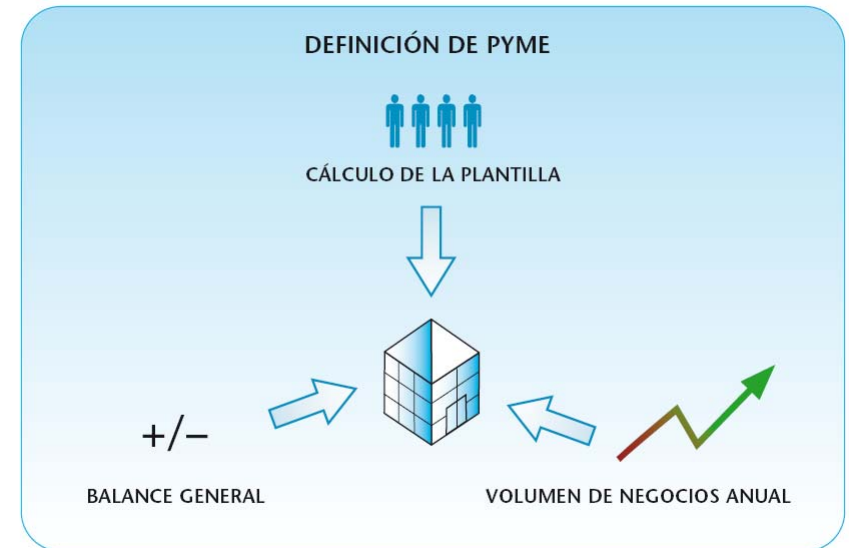 DEFINICIÓN DE PYME
CÁLCULO DE LA PLANTILLA
+/–
BALANCE GENERAL
VOLUMEN DE NEGOCIOS ANUAL